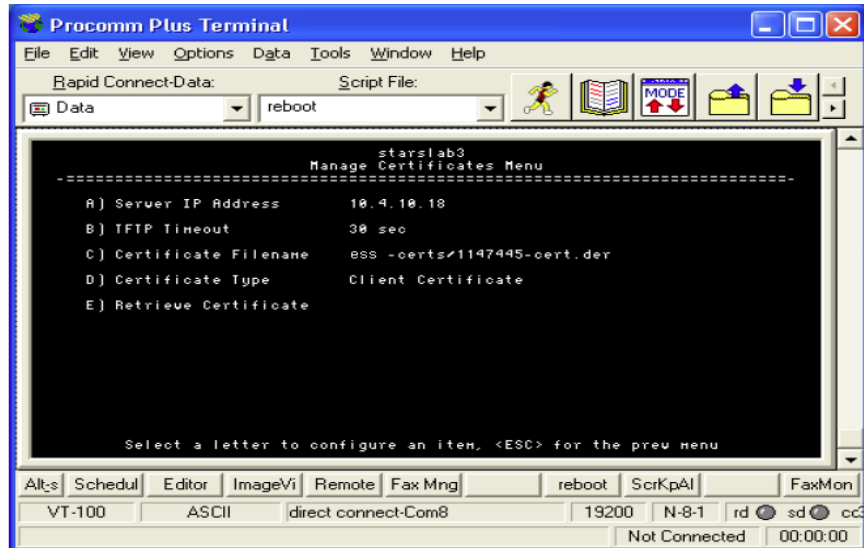 Procomm Plus Terminal
File Edit View Options Data Tools Window Help
Rapid Connect-Data: Script File:
Data reboot MODE
starslab3
Manage Certificates Menu
-==========================================================================-
A) Server IP Address 10.4.10.18
B) TFTP Timeout 30 sec
C) Certificate Filename ess -certs/1147445-cert.der
D) Certificate Type Client Certificate
E) Retrieve Certificate
Select a letter to configure an item, <ESC> for the prev menu
Alt-s Schedul Editor ImageVi Remote Fax Mng reboot ScrKpAl FaxMon
VT-100 ASCII direct connect-Com8 19200 N-8-1 rd sd cc3
Not Connected 00:00:00